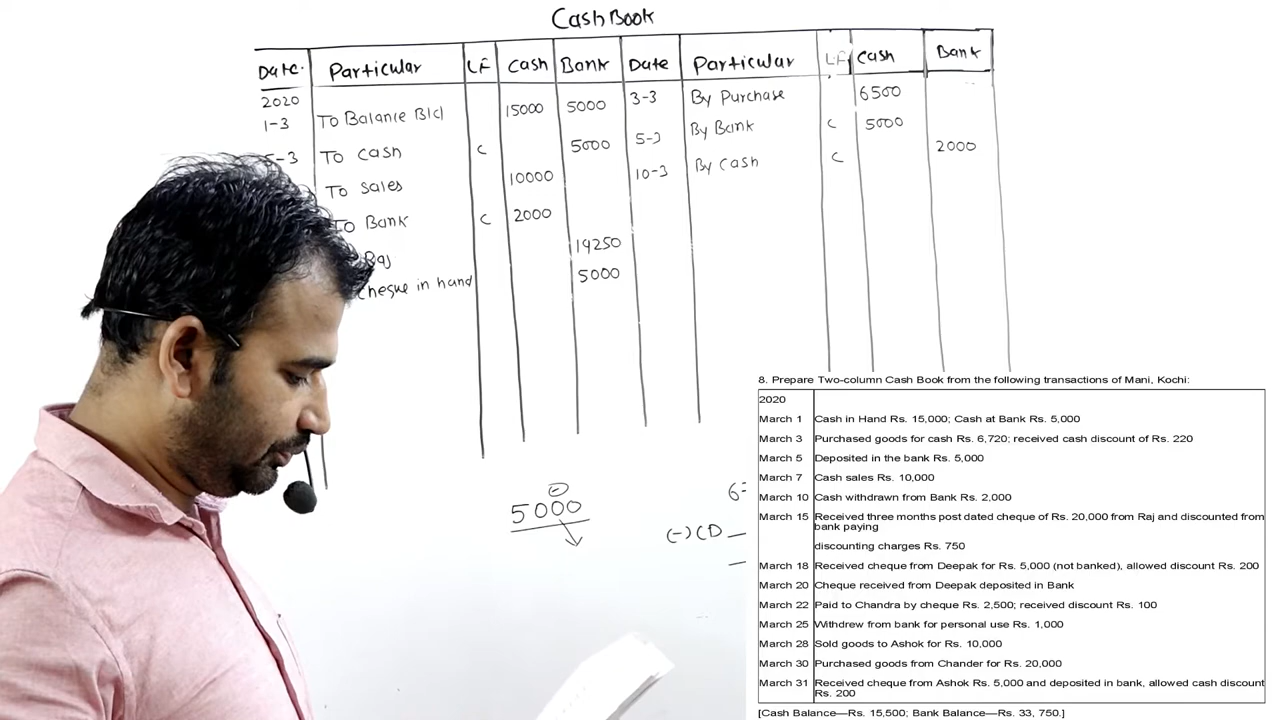 CashBook
Date. Particular LF Cash Bank Date Particular LF Cash Bank
2020
1-3 To Balance B/d 15000 5000 3-3 By Purchase 6500
5-3 To Cash C 5000 5-3 By Bank C 5000
To Sales 10000 10-3 By Cash C 2000
To Bank C 2000
Raj 14250
cheque in hand 5000
5000
(-) CD
8. Prepare Two-column Cash Book from the following transactions of Mani, Kochi:
2020
March 1 Cash in Hand Rs. 15,000; Cash at Bank Rs. 5,000
March 3 Purchased goods for cash Rs. 6,720; received cash discount of Rs. 220
March 5 Deposited in the bank Rs. 5,000
March 7 Cash sales Rs. 10,000
March 10 Cash withdrawn from Bank Rs. 2,000
March 15 Received three months post dated cheque of Rs. 20,000 from Raj and discounted from
bank paying
discounting charges Rs. 750
March 18 Received cheque from Deepak for Rs. 5,000 (not banked), allowed discount Rs. 200
March 20 Cheque received from Deepak deposited in Bank
March 22 Paid to Chandra by cheque Rs. 2,500; received discount Rs. 100
March 25 Withdrew from bank for personal use Rs. 1,000
March 28 Sold goods to Ashok for Rs. 10,000
March 30 Purchased goods from Chander for Rs. 20,000
March 31 Received cheque from Ashok Rs. 5,000 and deposited in bank, allowed cash discount
Rs. 200
[Cash Balance—Rs. 15,500; Bank Balance—Rs. 33, 750.]